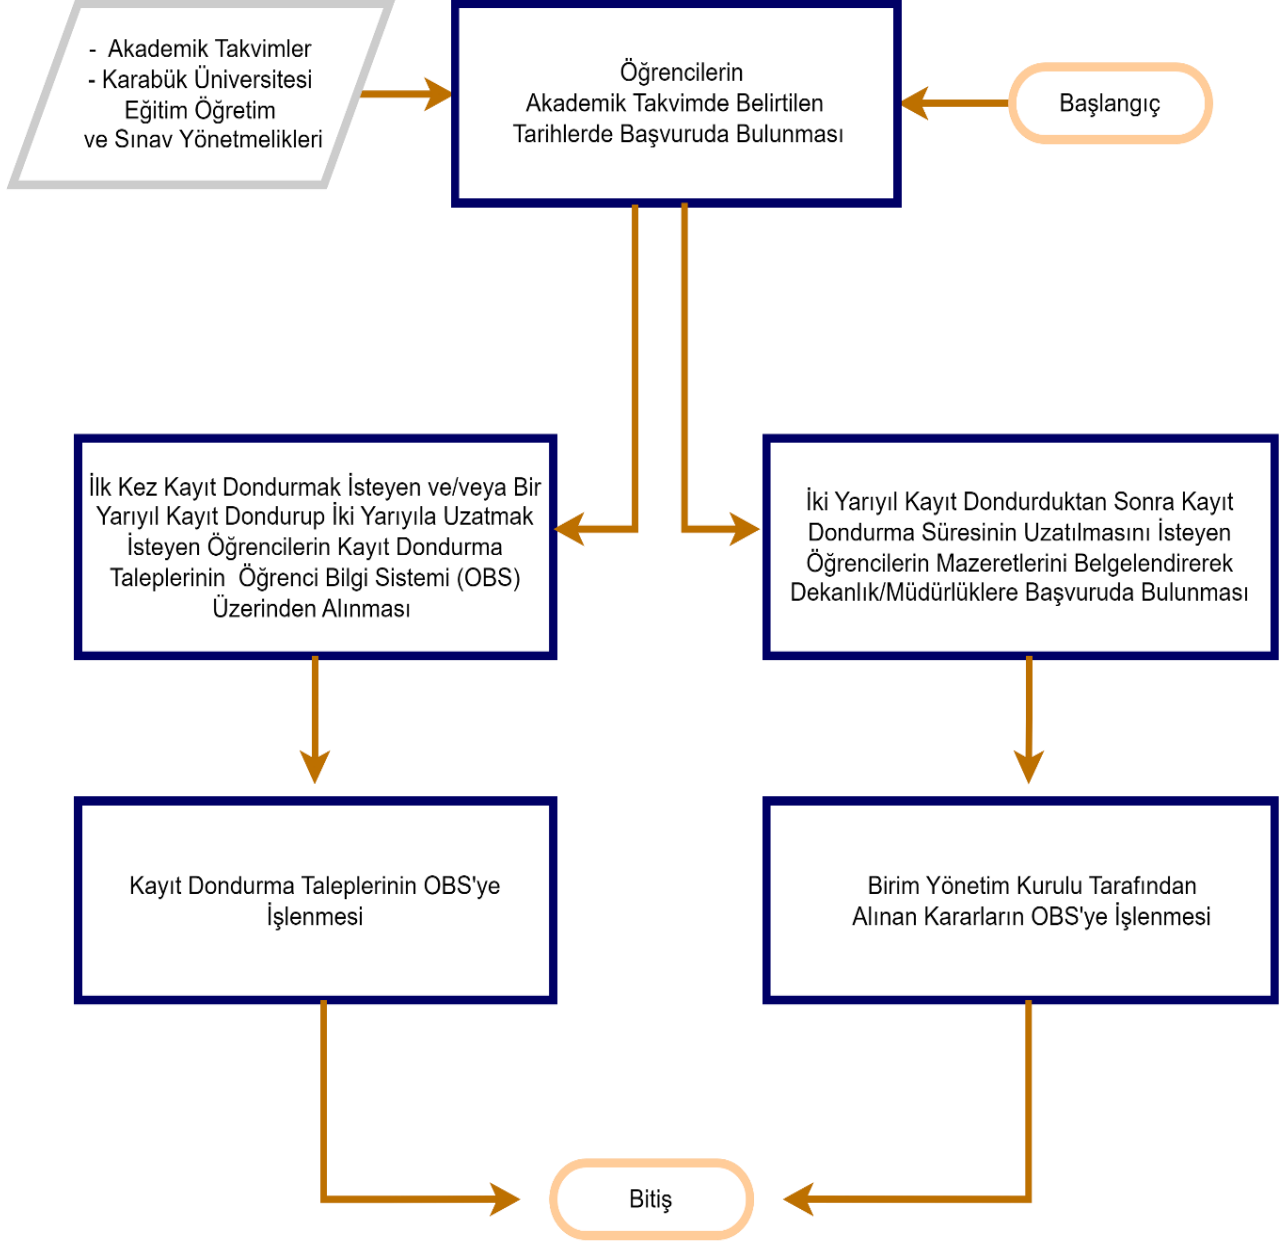 - Akademik Takvimler
- Karabük Üniversitesi
Eğitim Öğretim
ve Sınav Yönetmelikleri
Öğrencilerin
Akademik Takvimde Belirtilen
Tarihlerde Başvuruda Bulunması
Başlangıç
İlk Kez Kayıt Dondurmak İsteyen ve/veya Bir
Yarıyıl Kayıt Dondurup İki Yarıyıla Uzatmak
İsteyen Öğrencilerin Kayıt Dondurma
Taleplerinin Öğrenci Bilgi Sistemi (OBS)
Üzerinden Alınması
İki Yarıyıl Kayıt Dondurduktan Sonra Kayıt
Dondurma Süresinin Uzatılmasını İsteyen
Öğrencilerin Mazeretlerini Belgelendirerek
Dekanlık/Müdürlüklere Başvuruda Bulunması
Kayıt Dondurma Taleplerinin OBS'ye
İşlenmesi
Birim Yönetim Kurulu Tarafından
Alınan Kararların OBS'ye İşlenmesi
Bitiş